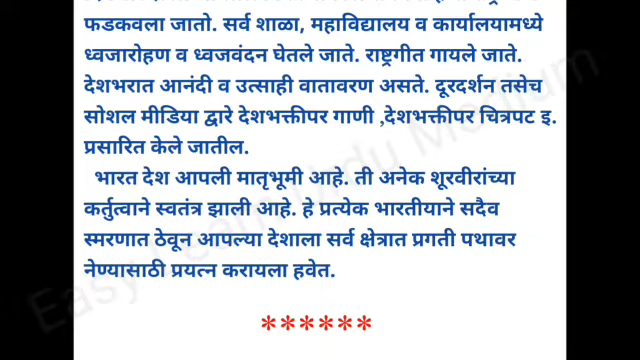 फडकवला जातो. सर्व शाळा, महाविद्यालय व कार्यालयामध्ये
ध्वजारोहण व ध्वजवंदन घेतले जाते. राष्ट्रगीत गायले जाते.
देशभरात आनंदी व उत्साही वातावरण असते. दूरदर्शन तसेच
सोशल मीडिया द्वारे देशभक्तीपर गाणी ,देशभक्तीपर चित्रपट इ.
प्रसारित केले जातील.
भारत देश आपली मातृभूमी आहे. ती अनेक शूरवीरांच्या
कर्तुत्वाने स्वतंत्र झाली आहे. हे प्रत्येक भारतीयाने सदैव
स्मरणात ठेवून आपल्या देशाला सर्व क्षेत्रात प्रगती पथावर
नेण्यासाठी प्रयत्न करायला हवेत.
******